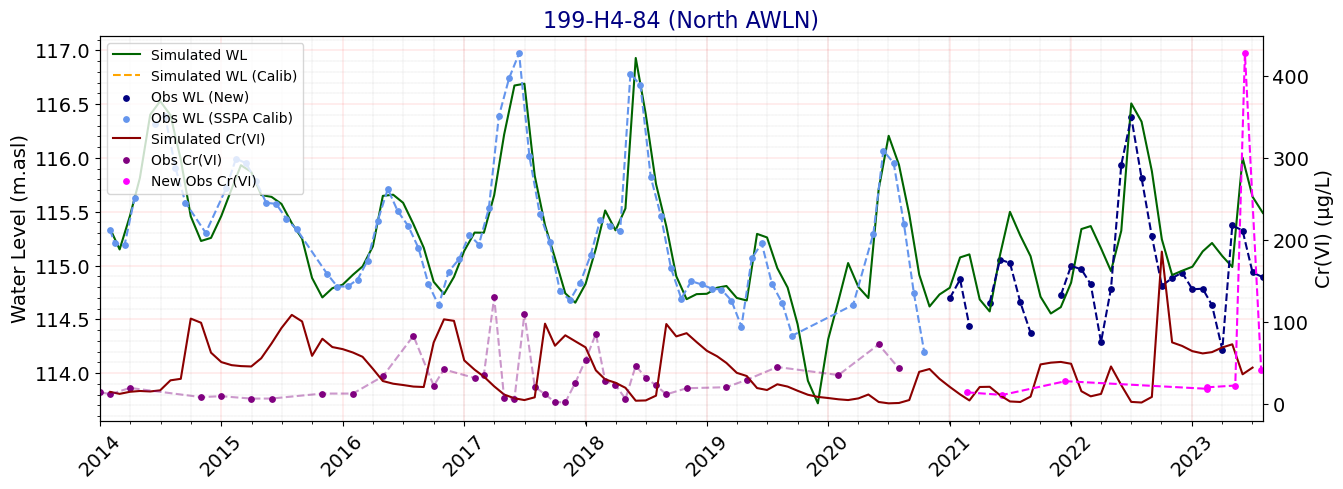 199-H4-84 (North AWLN)
117.0
116.5
116.0
115.5
115.0
114.5
114.0
Water Level (m.asl)
Simulated WL
Simulated WL (Calib)
Obs WL (New)
Obs WL (SSPA Calib)
Simulated Cr(VI)
Obs Cr(VI)
New Obs Cr(VI)
400
300
200
100
0
Cr(VI) (μg/L)
2014
2015
2016
2017
2018
2019
2020
2021
2022
2023